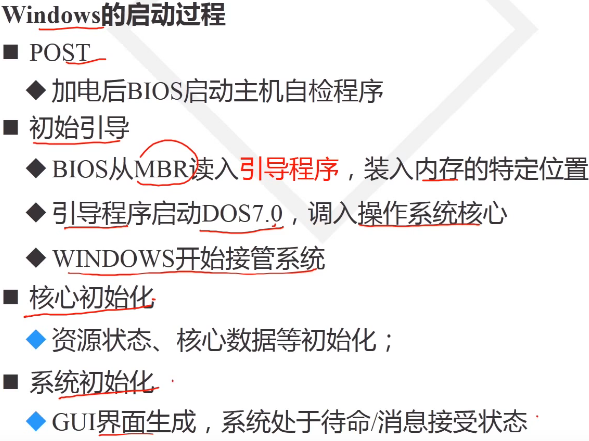 Windows的启动过程
■ POST
◆ 加电后BIOS启动主机自检程序
■ 初始引导
◆ BIOS从MBR读入引导程序，装入内存的特定位置
◆ 引导程序启动DOS7.0，调入操作系统核心
◆ WINDOWS开始接管系统
■ 核心初始化
◆ 资源状态、核心数据等初始化；
■ 系统初始化
◆ GUI界面生成，系统处于待命/消息接受状态